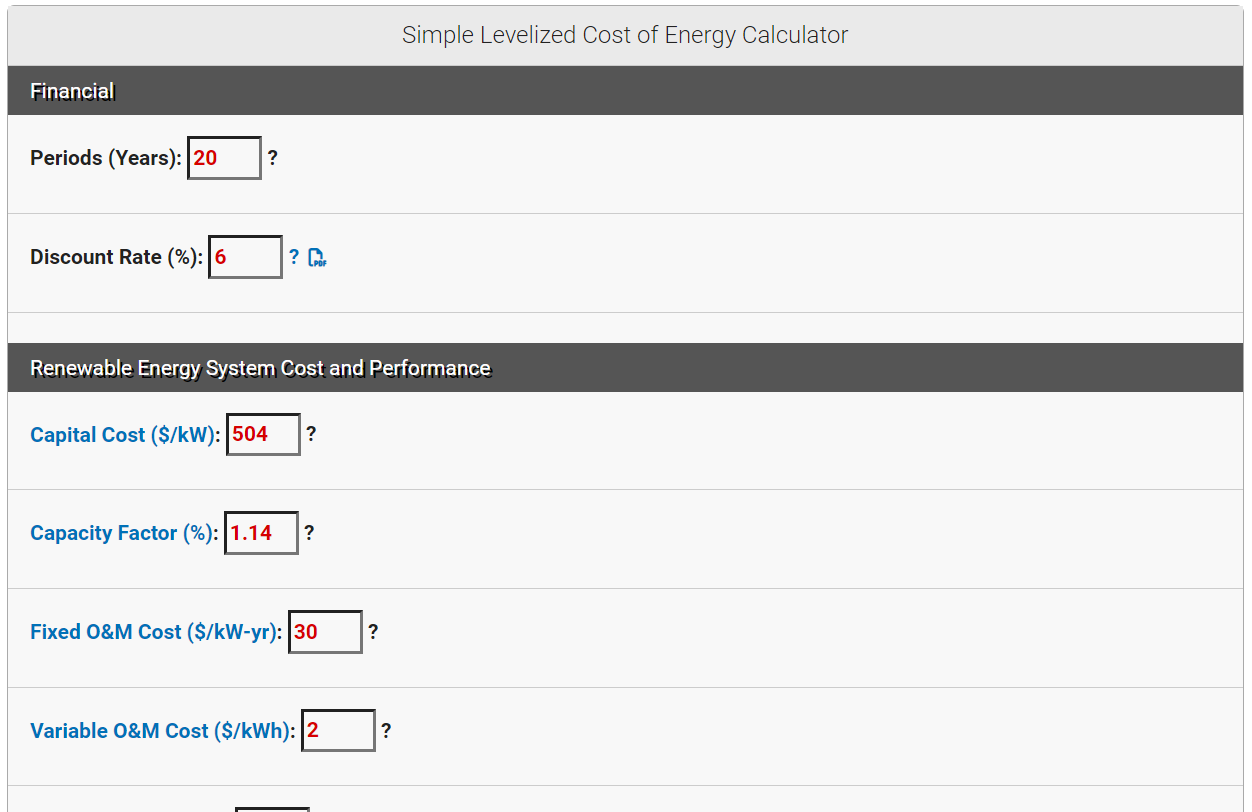 Simple Levelized Cost of Energy Calculator
Financial
Periods (Years): 20 ?
Discount Rate (%): 6 ? PDF
Renewable Energy System Cost and Performance
Capital Cost ($/kW): 504 ?
Capacity Factor (%): 1.14 ?
Fixed O&M Cost ($/kW-yr): 30 ?
Variable O&M Cost ($/kWh): 2 ?